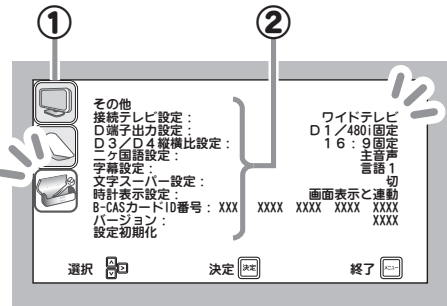 ① ②
その他
接続テレビ設定： ワイドテレビ
D端子出力設定： D1／480i固定
D3／D4縦横比設定： 16：9固定
二ヶ国語設定： 主音声
字幕設定： 言語1
文字スーパー設定： 切
時計表示設定： 画面表示と連動
B-CASカードID番号： XXX XXXX XXXX XXXX XXXX
バージョン： XXXX
設定初期化
選択 決定 決定 終了 メニュー